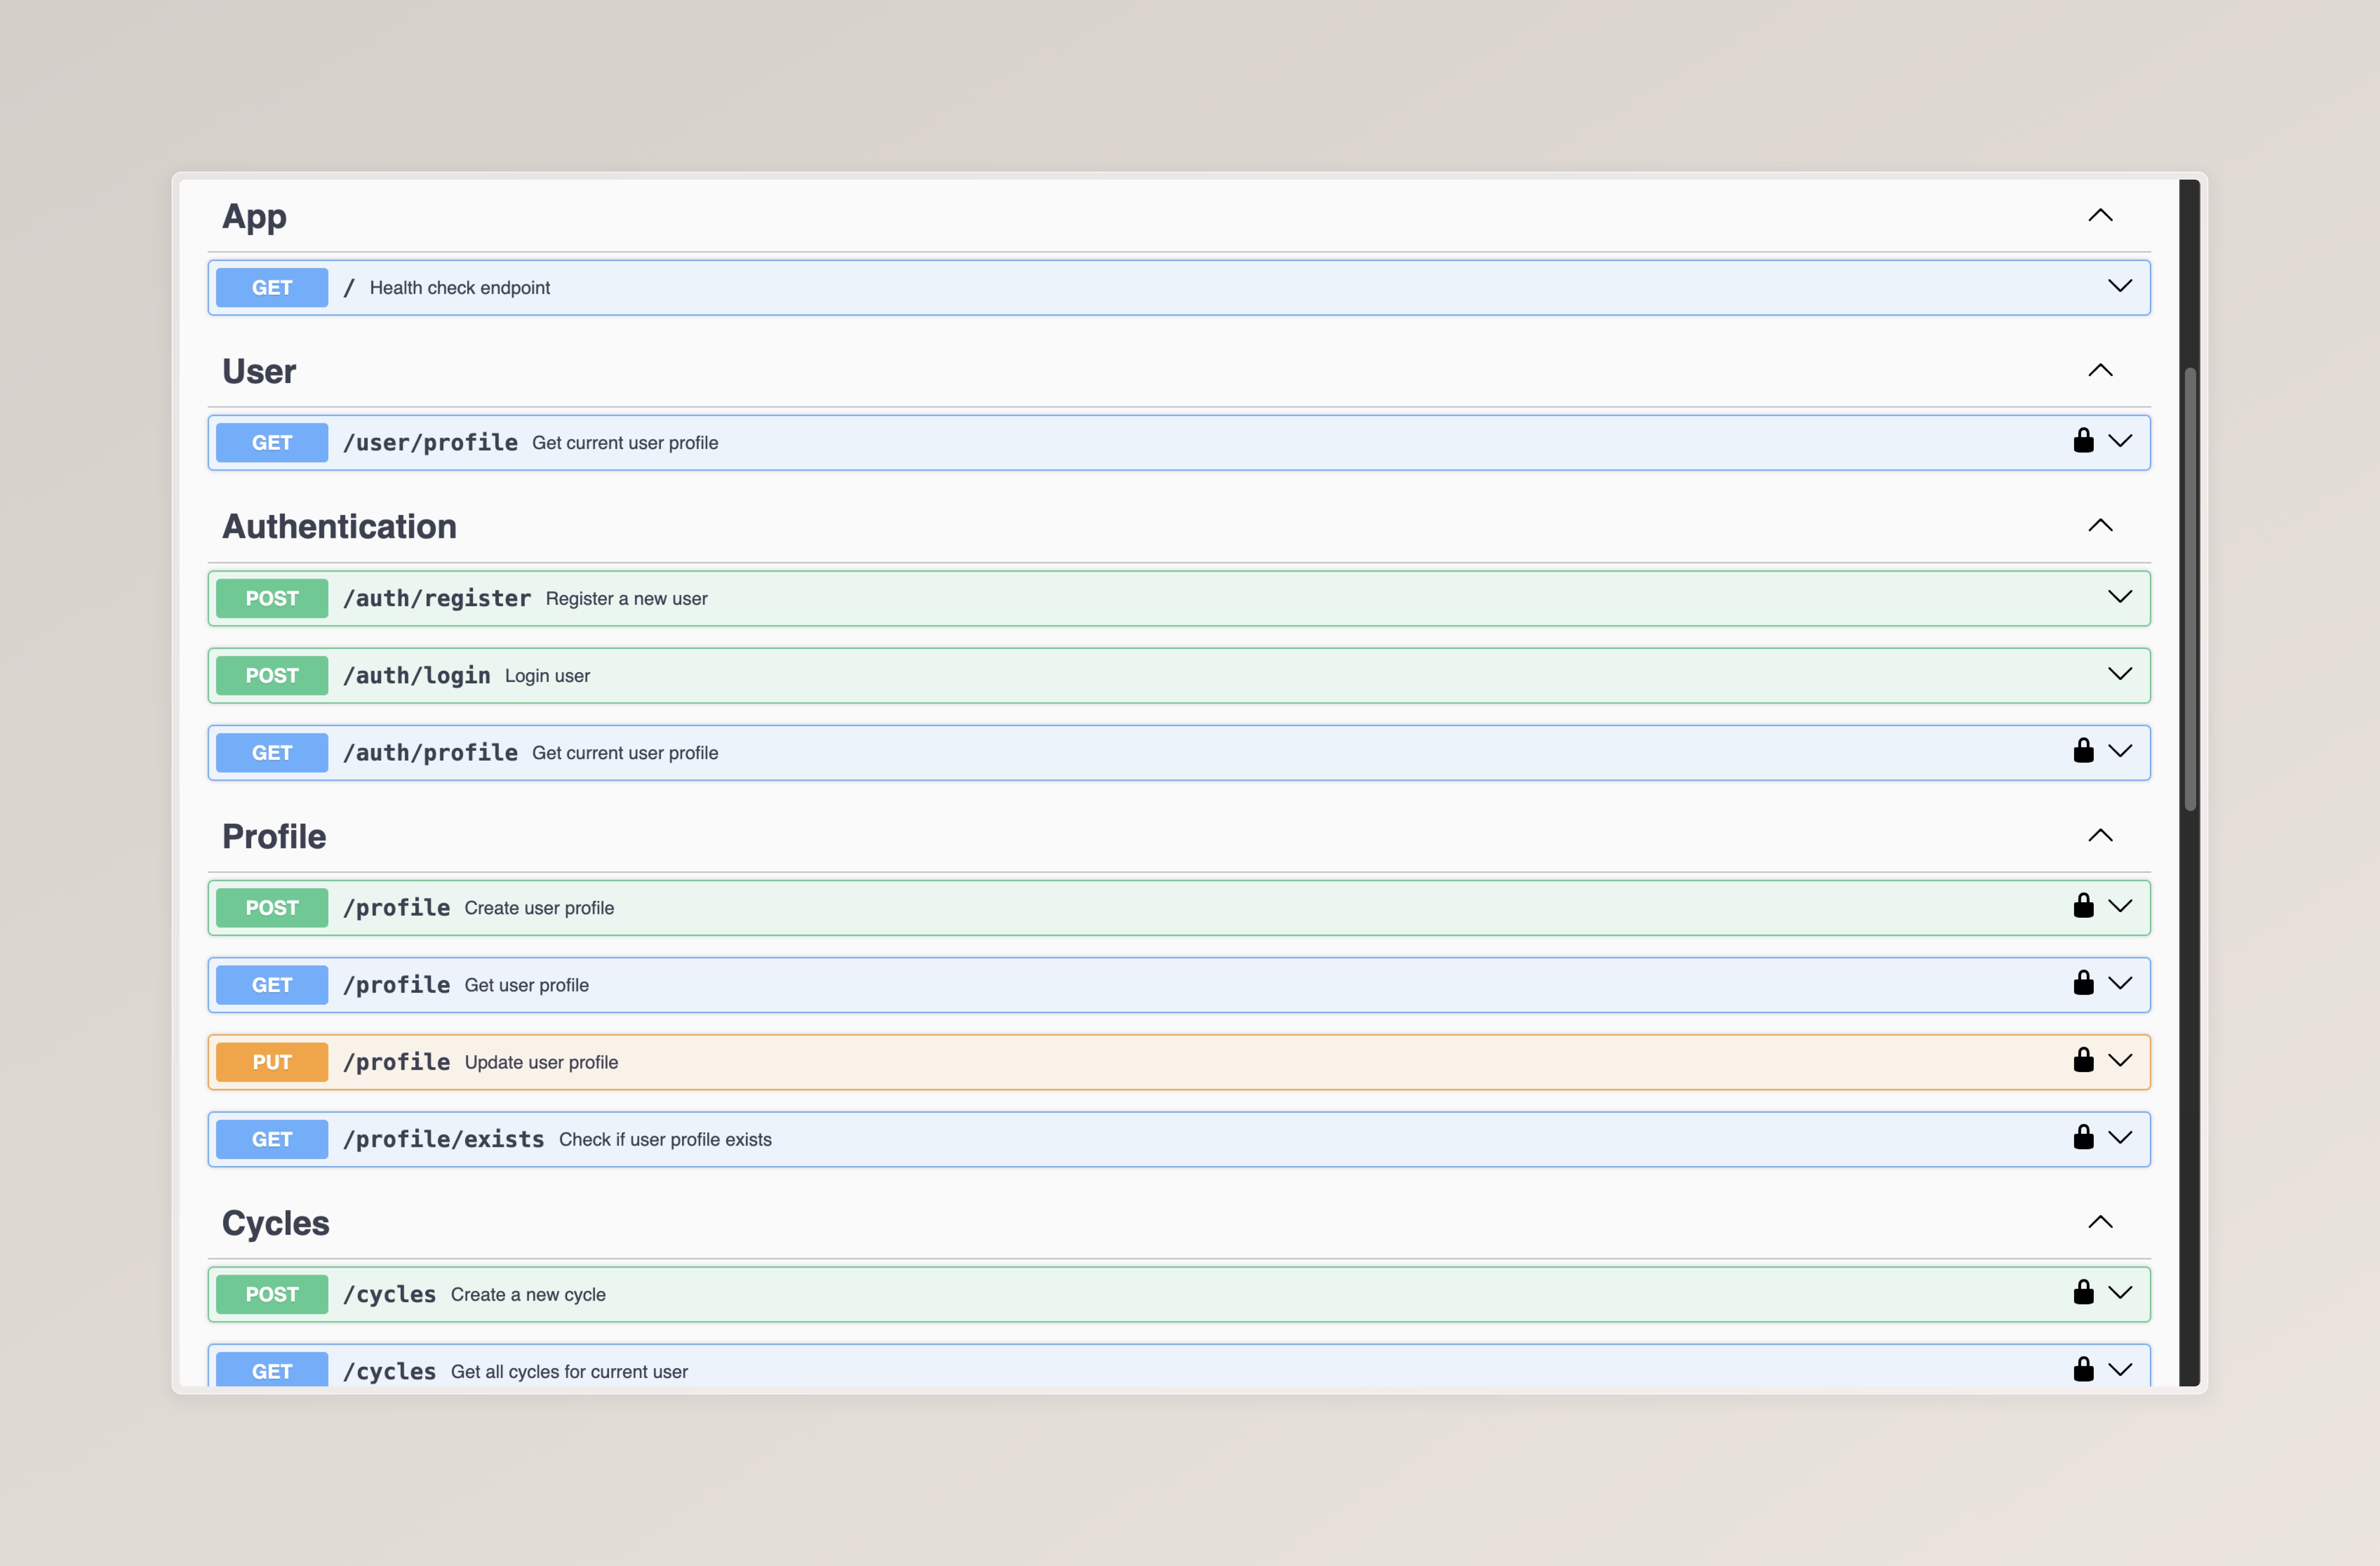 App
GET / Health check endpoint
User
GET /user/profile Get current user profile
Authentication
POST /auth/register Register a new user
POST /auth/login Login user
GET /auth/profile Get current user profile
Profile
POST /profile Create user profile
GET /profile Get user profile
PUT /profile Update user profile
GET /profile/exists Check if user profile exists
Cycles
POST /cycles Create a new cycle
GET /cycles Get all cycles for current user